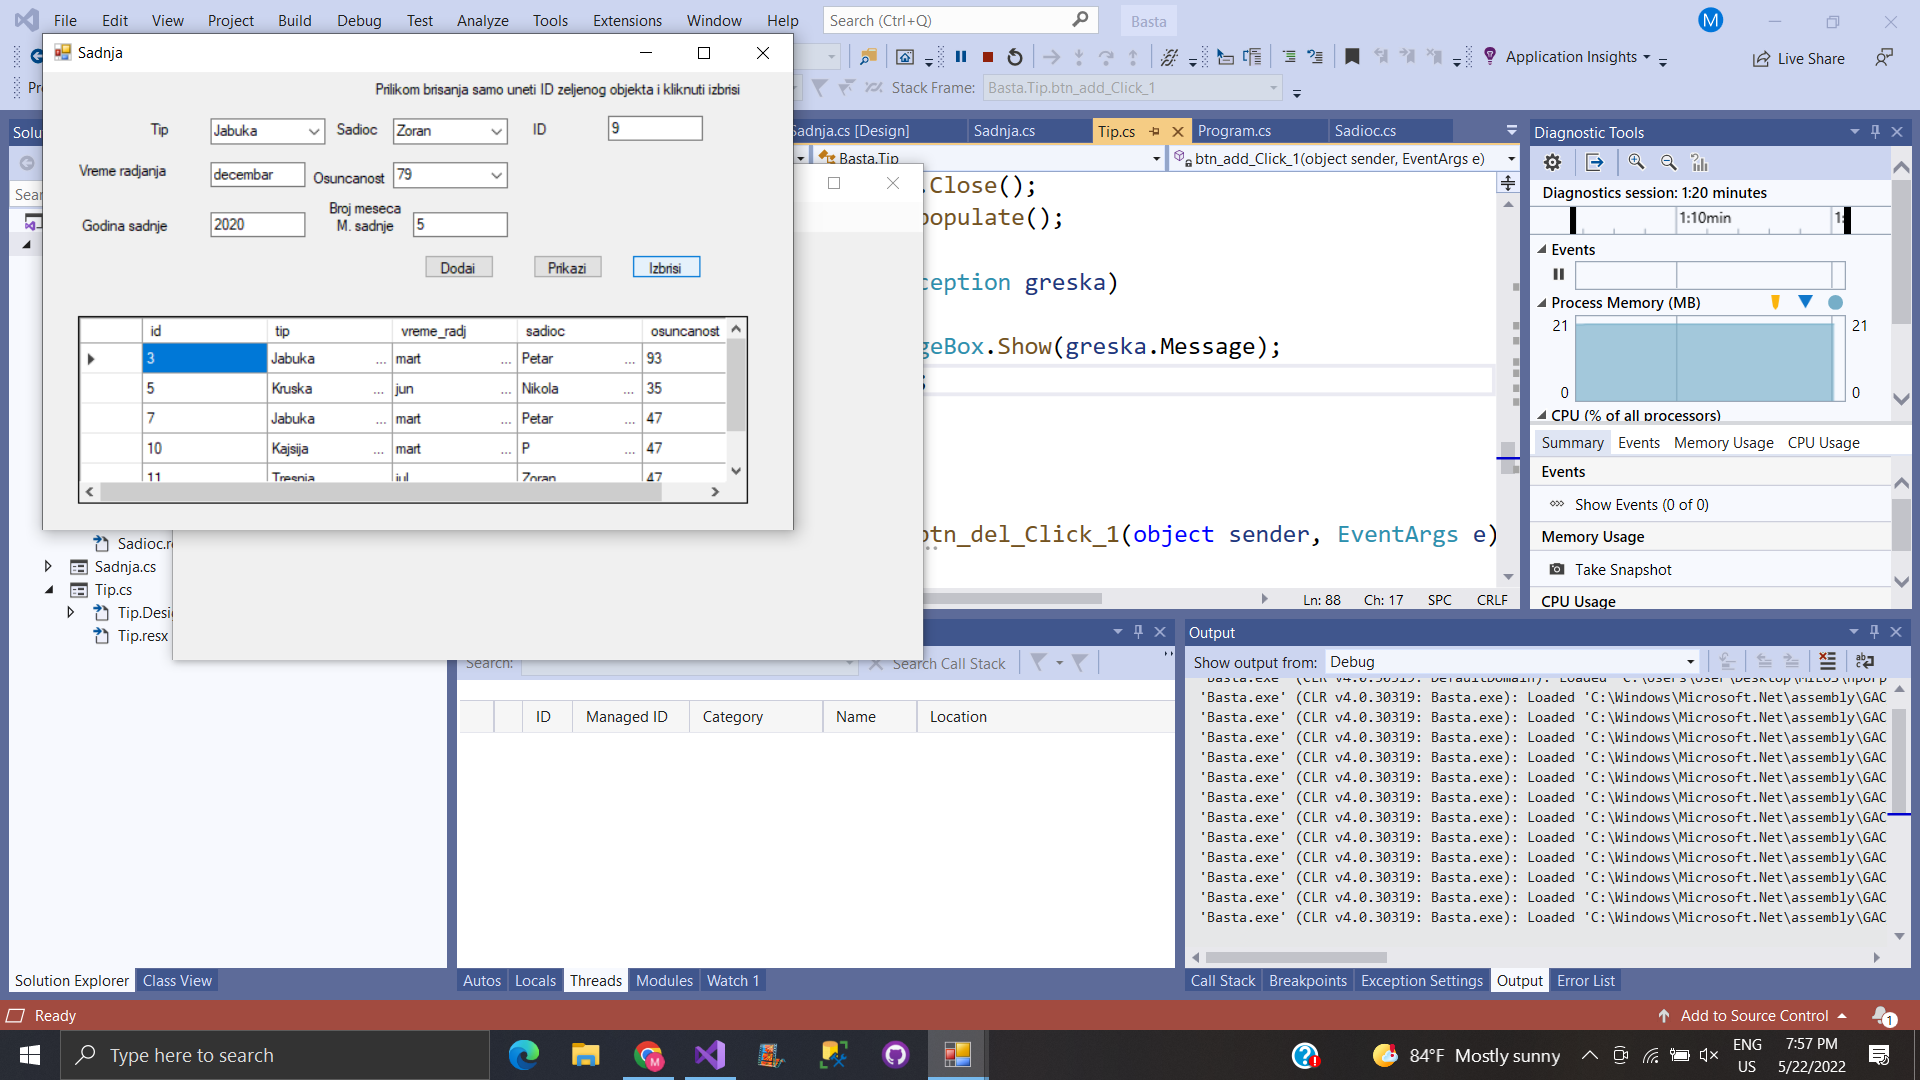 File Edit View Project Build Debug Test Analyze Tools Extensions Window Help Search (Ctrl+Q) Basta M
Application Insights Live Share
Stack Frame: Basta.Tip.btn_add_Click_1
Sadnja
Prilikom brisanja samo uneti ID zeljenog objekta i kliknuti izbrisi
Tip Jabuka Sadioc Zoran ID 9
Vreme radjanja decembar Osuncanost 79
Godina sadnje 2020 Broj meseca
M. sadnje 5
Dodai Prikazi Izbrisi
id tip vreme_radj sadioc osuncanost
3 Jabuka ... mart ... Petar ... 93
5 Kruska ... jun ... Nikola ... 35
7 Jabuka ... mart ... Petar ... 47
10 Kajsija ... mart ... P ... 47
11 Tresnja jul Zoran 47
Sadnja.cs [Design] Sadnja.cs Tip.cs Program.cs Sadioc.cs
Basta.Tip btn_add_Click_1(object sender, EventArgs e)
.Close();
populate();
ception greska)
geBox.Show(greska.Message);
;
btn_del_Click_1(object sender, EventArgs e)
Ln: 88 Ch: 17 SPC CRLF
Solu
Sear
Sadioc.re
Sadnja.cs
Tip.cs
Tip.Desi
Tip.resx
Solution Explorer Class View
Diagnostic Tools
Diagnostics session: 1:20 minutes
1:10min 1:
Events
Process Memory (MB)
21 21
0 0
CPU (% of all processors)
Summary Events Memory Usage CPU Usage
Events
Show Events (0 of 0)
Memory Usage
Take Snapshot
CPU Usage
Search: Search Call Stack
ID Managed ID Category Name Location
Autos Locals Threads Modules Watch 1
Output
Show output from: Debug
'Basta.exe' (CLR v4.0.30319: DefaultDomain): Loaded 'C:\Users\User\Desktop\MILOS\nporp
'Basta.exe' (CLR v4.0.30319: Basta.exe): Loaded 'C:\Windows\Microsoft.Net\assembly\GAC
'Basta.exe' (CLR v4.0.30319: Basta.exe): Loaded 'C:\Windows\Microsoft.Net\assembly\GAC
'Basta.exe' (CLR v4.0.30319: Basta.exe): Loaded 'C:\Windows\Microsoft.Net\assembly\GAC
'Basta.exe' (CLR v4.0.30319: Basta.exe): Loaded 'C:\Windows\Microsoft.Net\assembly\GAC
'Basta.exe' (CLR v4.0.30319: Basta.exe): Loaded 'C:\Windows\Microsoft.Net\assembly\GAC
'Basta.exe' (CLR v4.0.30319: Basta.exe): Loaded 'C:\Windows\Microsoft.Net\assembly\GAC
'Basta.exe' (CLR v4.0.30319: Basta.exe): Loaded 'C:\Windows\Microsoft.Net\assembly\GAC
'Basta.exe' (CLR v4.0.30319: Basta.exe): Loaded 'C:\Windows\Microsoft.Net\assembly\GAC
'Basta.exe' (CLR v4.0.30319: Basta.exe): Loaded 'C:\Windows\Microsoft.Net\assembly\GAC
'Basta.exe' (CLR v4.0.30319: Basta.exe): Loaded 'C:\Windows\Microsoft.Net\assembly\GAC
'Basta.exe' (CLR v4.0.30319: Basta.exe): Loaded 'C:\Windows\Microsoft.Net\assembly\GAC
'Basta.exe' (CLR v4.0.30319: Basta.exe): Loaded 'C:\Windows\Microsoft.Net\assembly\GAC
Call Stack Breakpoints Exception Settings Output Error List
Ready Add to Source Control 1
Type here to search
84°F Mostly sunny
ENG
US
7:57 PM
5/22/2022